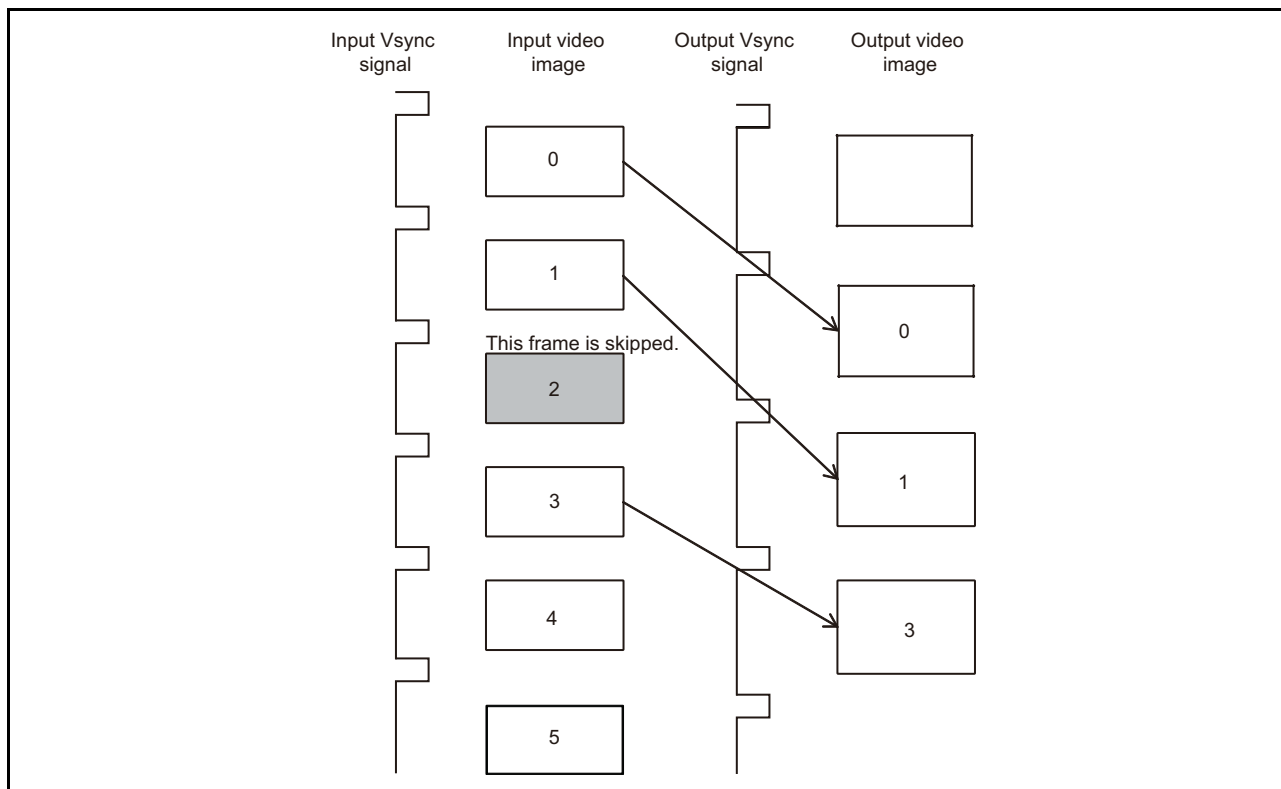 Input Vsync
signal
Input video
image
Output Vsync
signal
Output video
image
0
1
This frame is skipped.
2
3
4
5
0
1
3